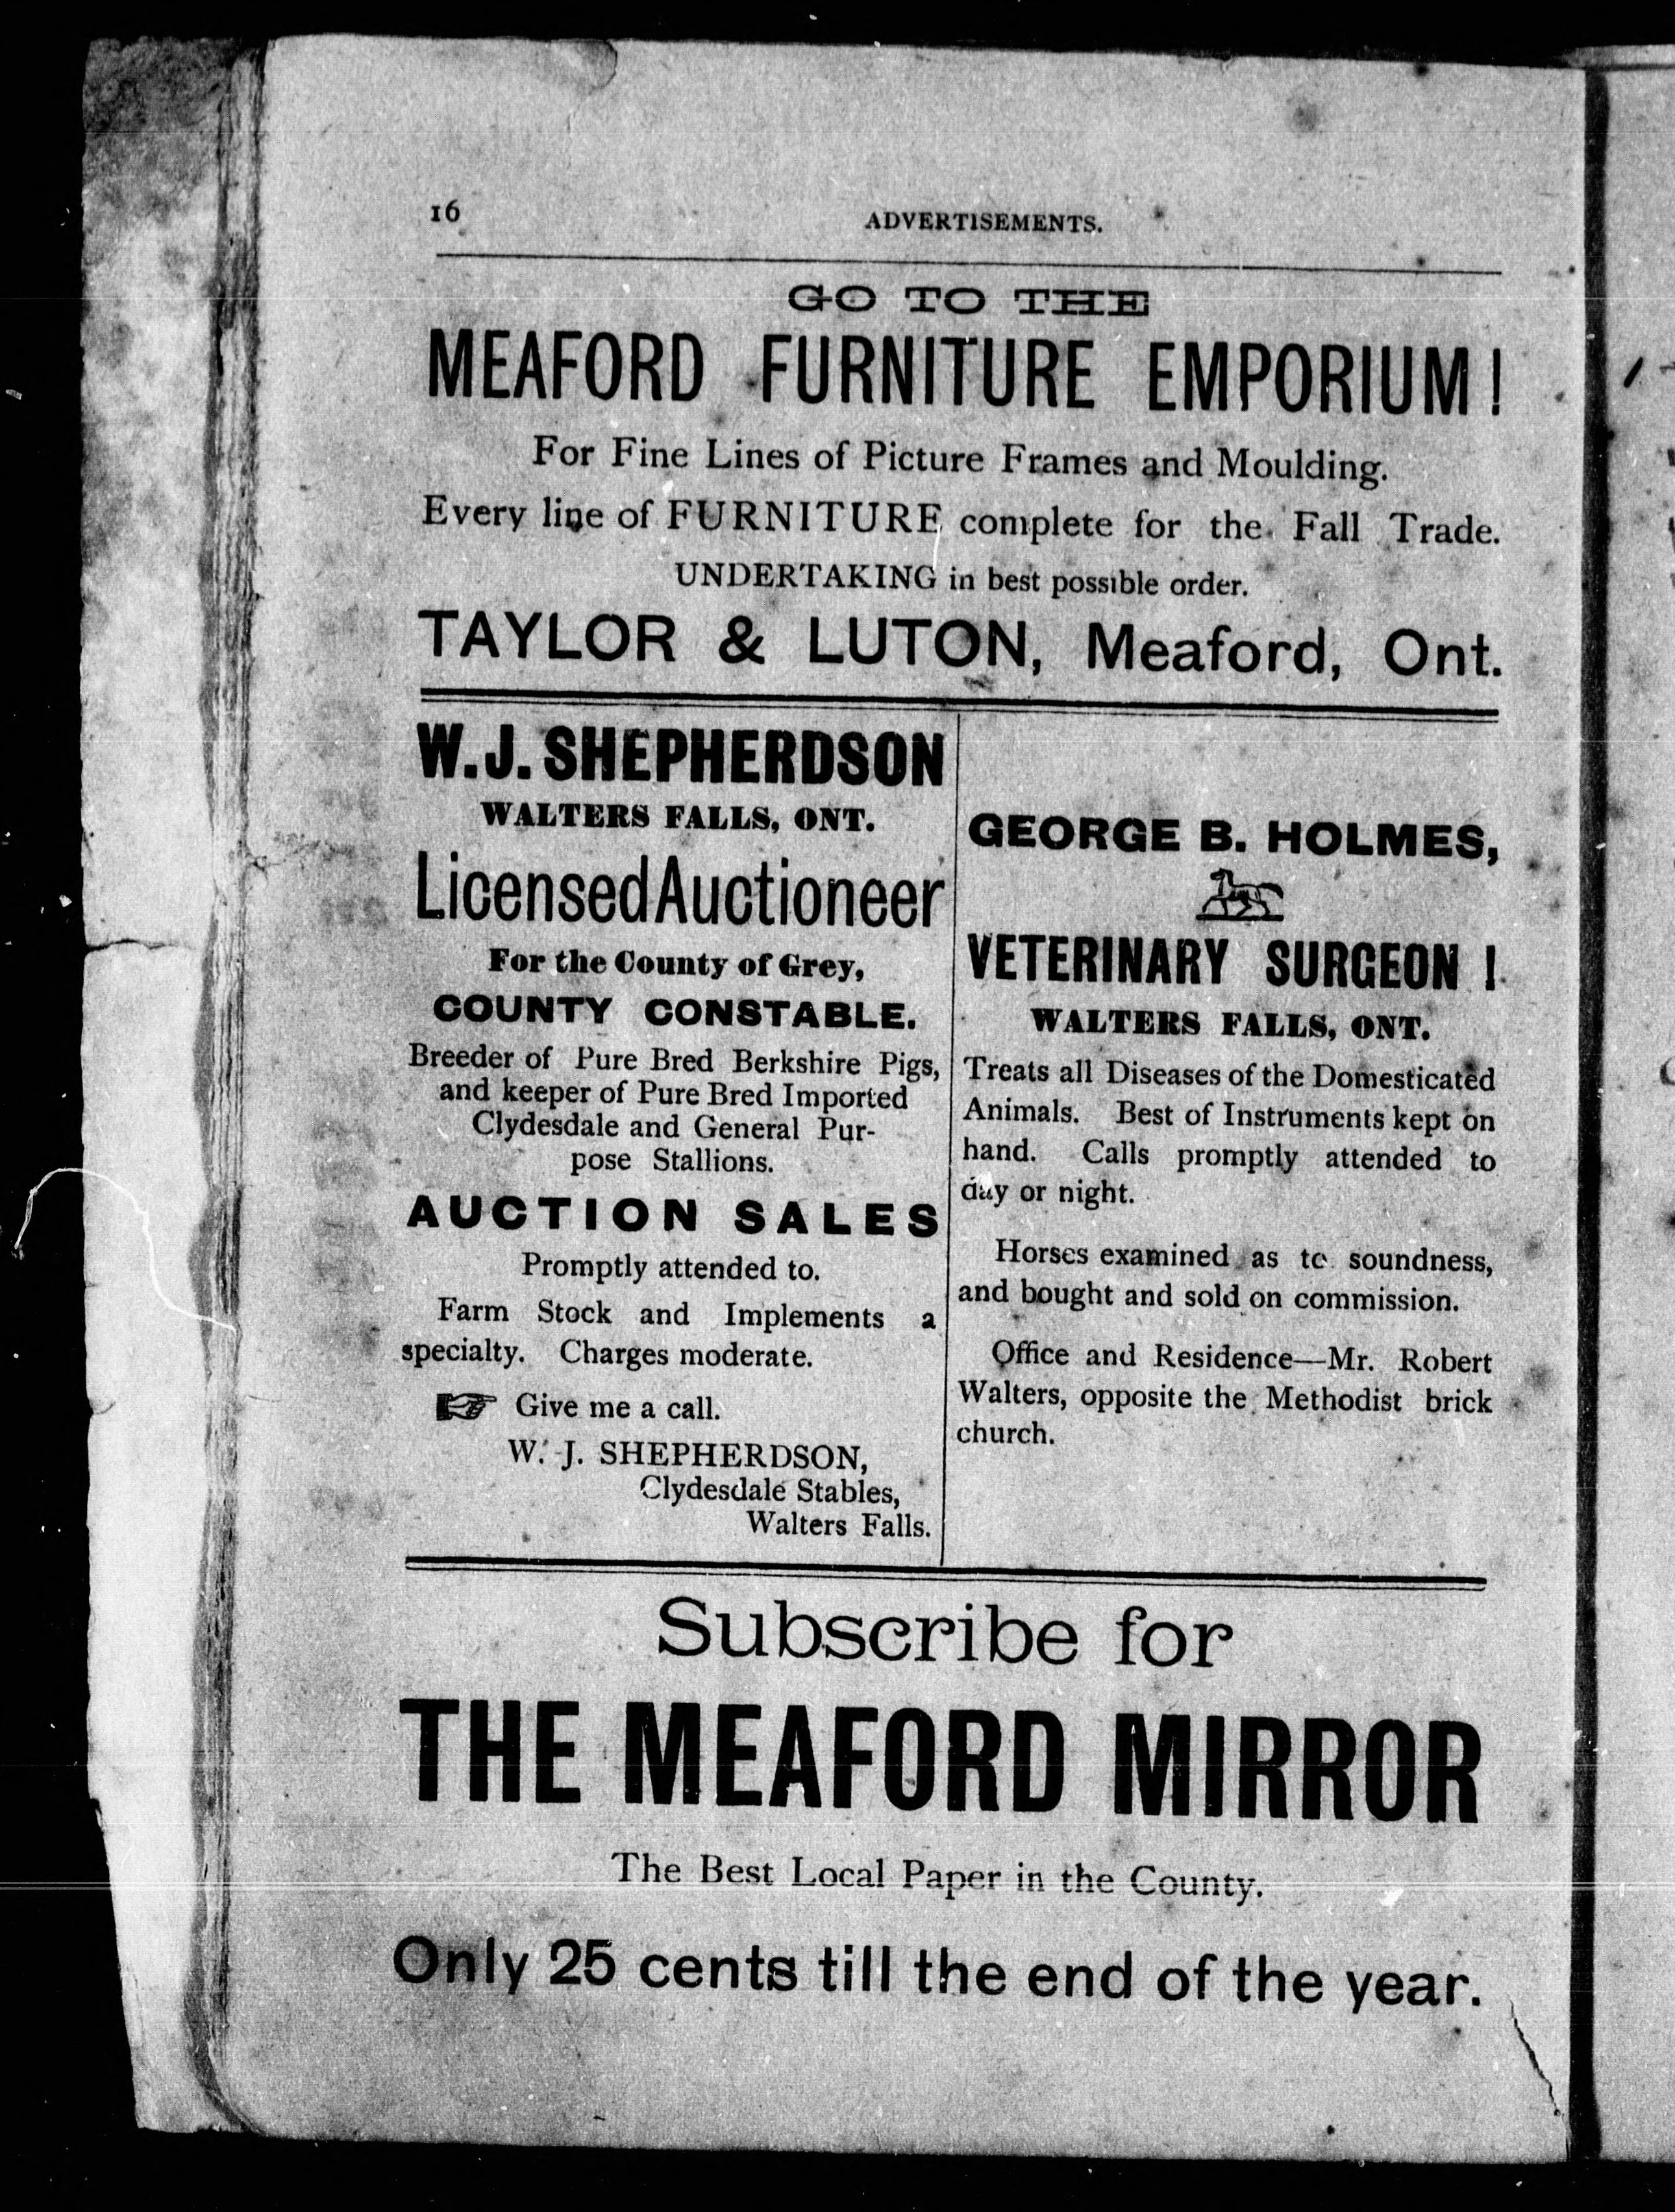 16
ADVERTISEMENTS.
GO TO THE
MEAFORD FURNITURE EMPORIUM!
For Fine Lines of Picture Frames and Moulding.
Every line of FURNITURE complete for the Fall Trade.
UNDERTAKING in best possible order.
TAYLOR & LUTON, Meaford, Ont.
W. J. SHEPHERDSON
WALTERS FALLS, ONT.
Licensed Auctioneer
For the County of Grey,
COUNTY CONSTABLE.
Breeder of Pure Bred Berkshire Pigs,
and keeper of Pure Bred Imported
Clydesdale and General Pur-
pose Stallions.
AUCTION SALES
Promptly attended to.
Farm Stock and Implements a
specialty. Charges moderate.
☞ Give me a call.
W. J. SHEPHERDSON,
Clydesdale Stables,
Walters Falls.
GEORGE B. HOLMES,
VETERINARY SURGEON !
WALTERS FALLS, ONT.
Treats all Diseases of the Domesticated
Animals. Best of Instruments kept on
hand. Calls promptly attended to
day or night.
Horses examined as to soundness,
and bought and sold on commission.
Office and Residence—Mr. Robert
Walters, opposite the Methodist brick
church.
Subscribe for
THE MEAFORD MIRROR
The Best Local Paper in the County.
Only 25 cents till the end of the year.